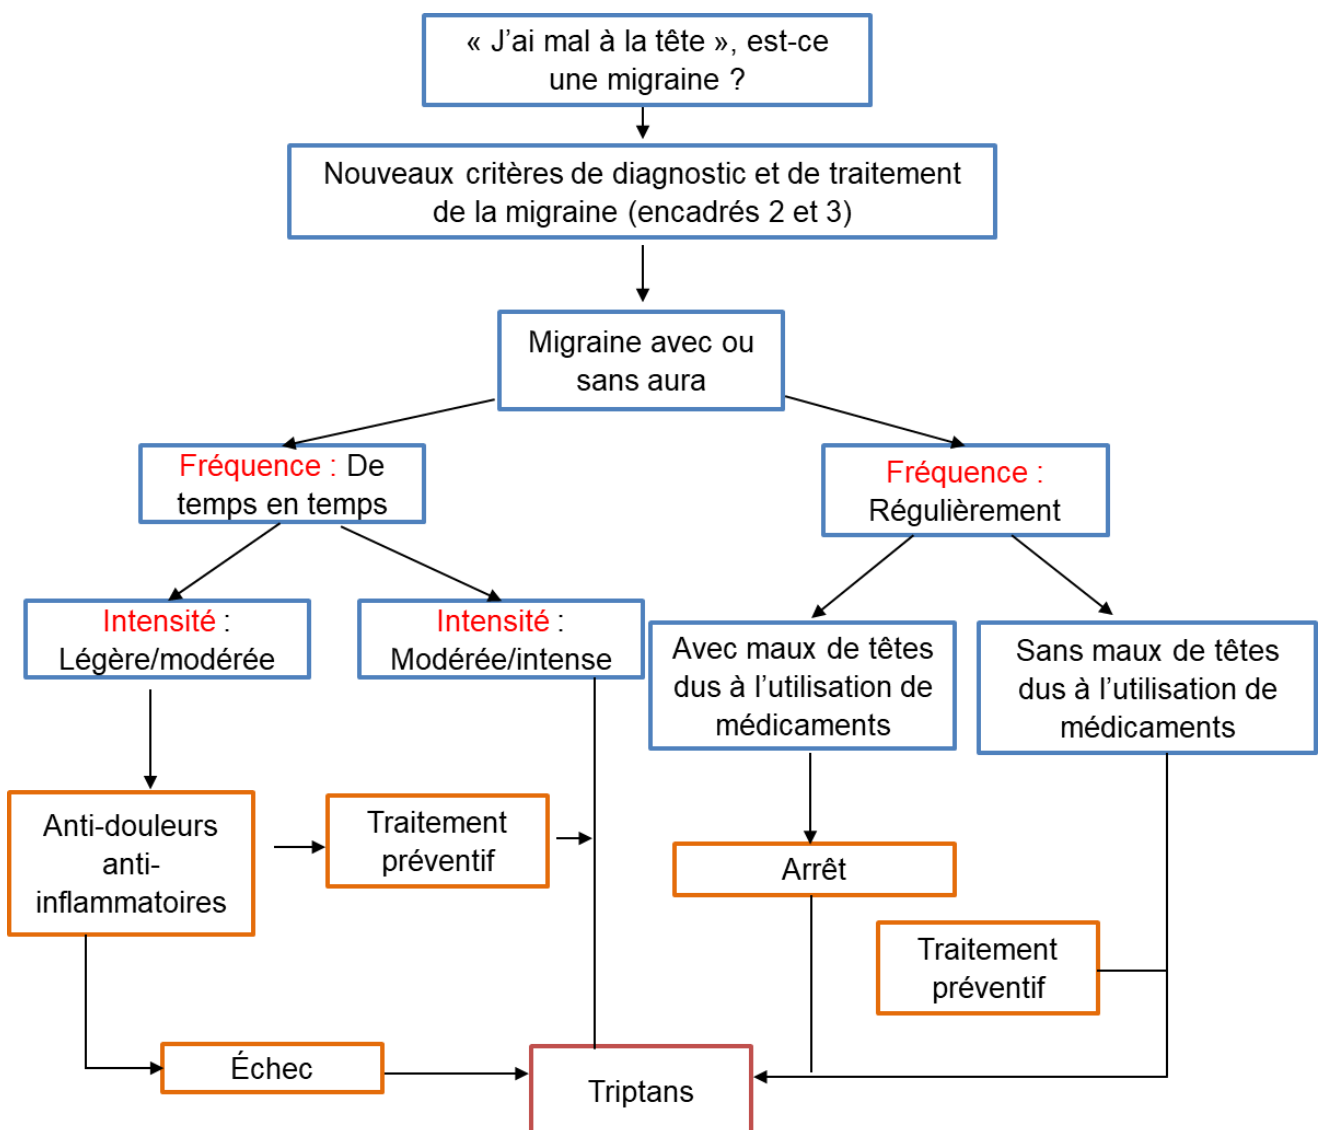 « J’ai mal à la tête », est-ce
une migraine ?
Nouveaux critères de diagnostic et de traitement
de la migraine (encadrés 2 et 3)
Migraine avec ou
sans aura
Fréquence : De
temps en temps
Fréquence :
Régulièrement
Intensité :
Légère/modérée
Intensité :
Modérée/intense
Avec maux de têtes
dus à l’utilisation de
médicaments
Sans maux de têtes
dus à l’utilisation de
médicaments
Anti-douleurs
anti-
inflammatoires
Traitement
préventif
Arrêt
Traitement
préventif
Échec
Triptans